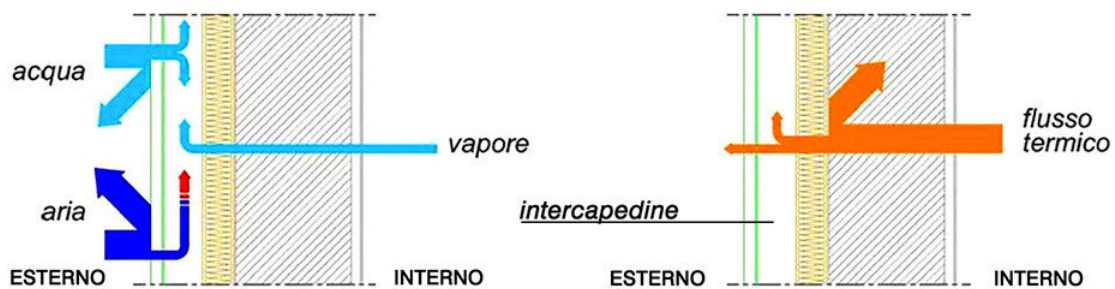 acqua
vapore
aria
ESTERNO
INTERNO
flusso
termico
intercapedine
ESTERNO
INTERNO